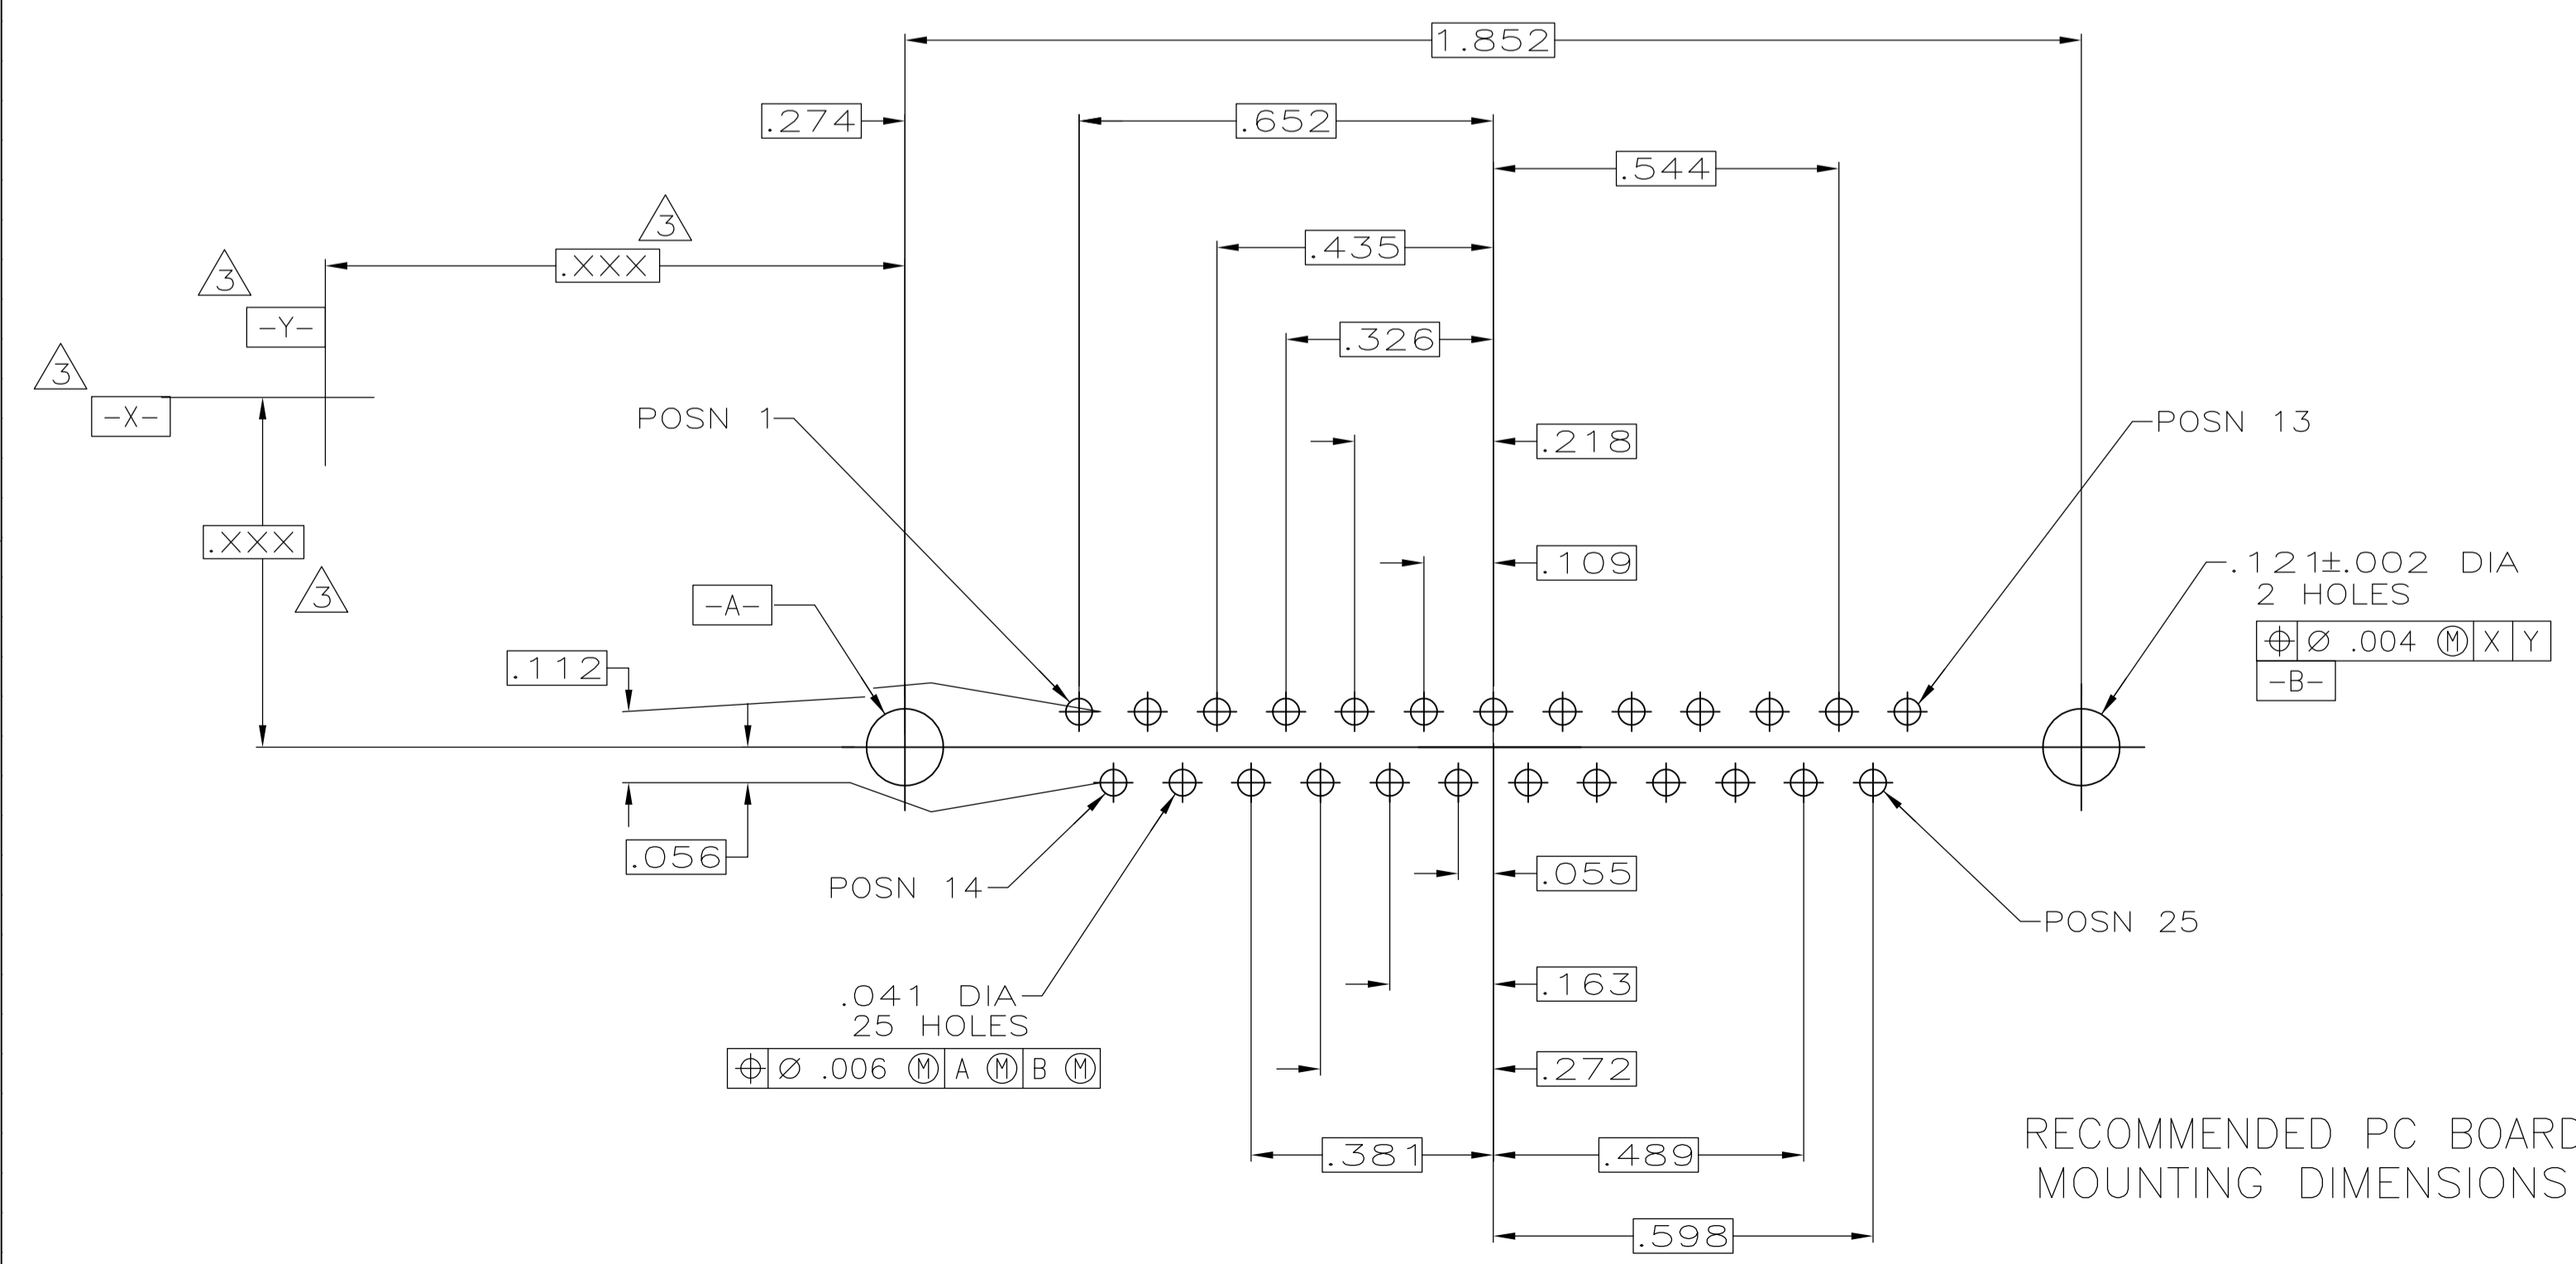 1.852
.274
.652
.544
3
.435
.XXX
3
-Y-
.326
3
-X-
POSN 1
POSN 13
.218
.XXX
.109
3
-A-
.121±.002 DIA
2 HOLES
⌖ ∅ .004 Ⓜ X Y
-B-
.112
.056
.055
POSN 14
POSN 25
.163
.041 DIA
25 HOLES
⌖ ∅ .006 Ⓜ A Ⓜ B Ⓜ
.272
.381
.489
RECOMMENDED PC BOARD
MOUNTING DIMENSIONS
.598